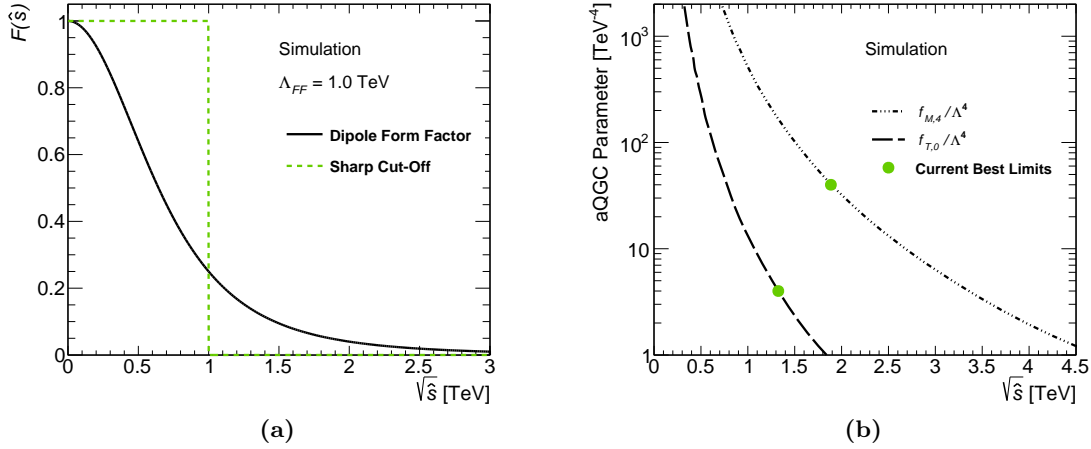 F(ŝ)
1
0.8
0.6
0.4
0.2
0
0 0.5 1 1.5 2 2.5 3
√ŝ [TeV]
Simulation
Λ_FF = 1.0 TeV
Dipole Form Factor
Sharp Cut-Off
(a)
aQGC Parameter [TeV⁻⁴]
10³
10²
10
1
0 0.5 1 1.5 2 2.5 3 3.5 4 4.5
√ŝ [TeV]
Simulation
f_M,4/Λ⁴
f_T,0/Λ⁴
Current Best Limits
(b)